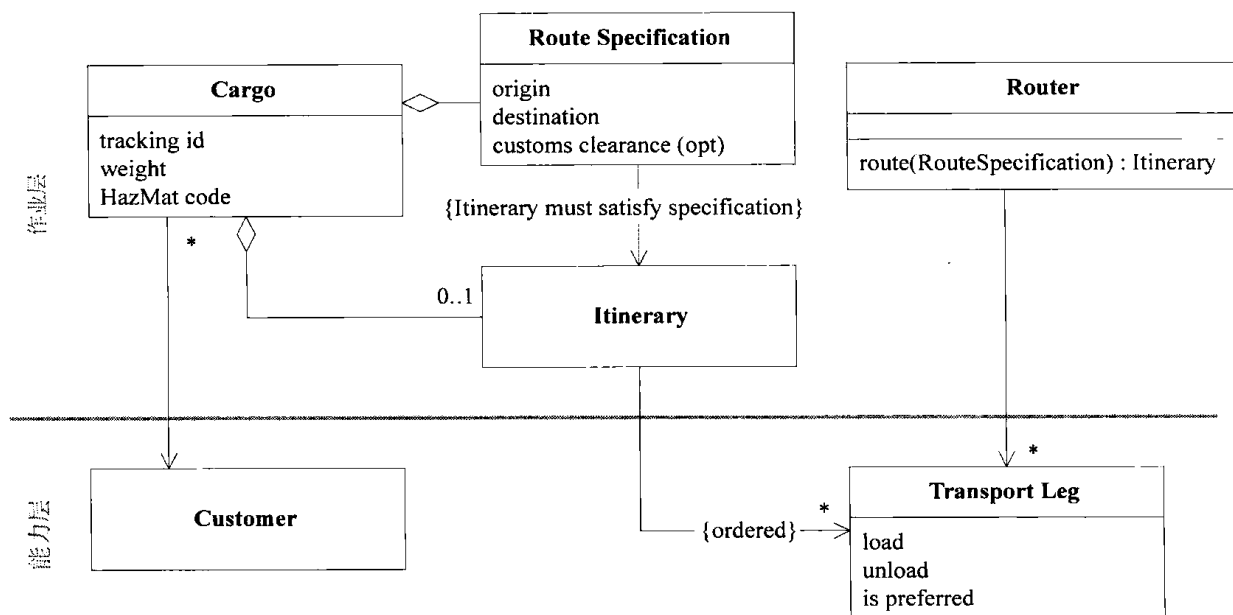 Route Specification
origin
destination
customs clearance (opt)
Cargo
tracking id
weight
HazMat code
Router
route(RouteSpecification) : Itinerary
作业层
{Itinerary must satisfy specification}
*
0..1
Itinerary
能力层
Customer
*
Transport Leg
{ordered}
*
load
unload
is preferred